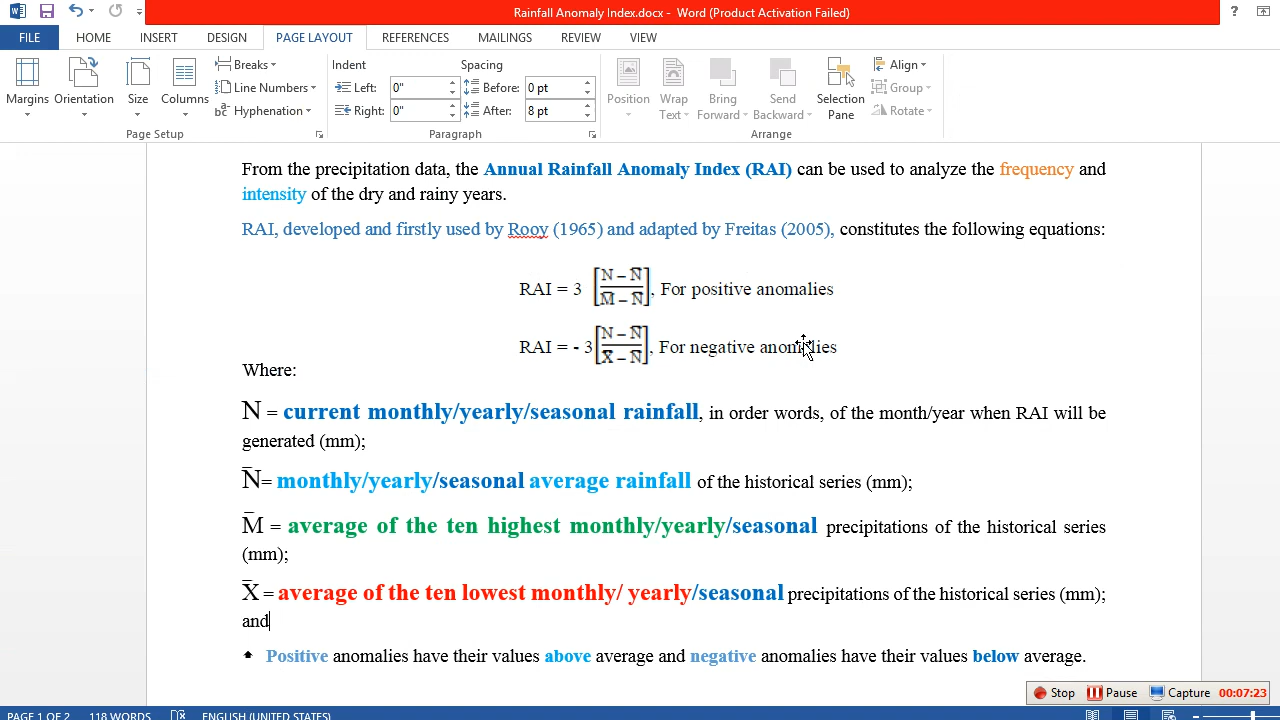 Rainfall Anomaly Index.docx - Word (Product Activation Failed)
FILE HOME INSERT DESIGN PAGE LAYOUT REFERENCES MAILINGS REVIEW VIEW
Breaks Indent Spacing Align
Left: 0" Before: 0 pt
Line Numbers Group
Margins Orientation Size Columns Position Wrap Bring Send Selection
Hyphenation Right: 0" After: 8 pt Rotate
Text Forward Backward Pane
Page Setup Paragraph Arrange
From the precipitation data, the Annual Rainfall Anomaly Index (RAI) can be used to analyze the frequency and
intensity of the dry and rainy years.
RAI, developed and firstly used by Rooy (1965) and adapted by Freitas (2005), constitutes the following equations:
RAI = 3 [(N – N̅)/(M̅ – N̅)], For positive anomalies
RAI = - 3 [(N – N̅)/(X̅ – N̅)], For negative anomalies
Where:
N = current monthly/yearly/seasonal rainfall, in order words, of the month/year when RAI will be
generated (mm);
N̅= monthly/yearly/seasonal average rainfall of the historical series (mm);
M̅ = average of the ten highest monthly/yearly/seasonal precipitations of the historical series
(mm);
X̅ = average of the ten lowest monthly/ yearly/seasonal precipitations of the historical series (mm);
and
Positive anomalies have their values above average and negative anomalies have their values below average.
Stop Pause Capture 00:07:23
PAGE 1 OF 2 118 WORDS ENGLISH (UNITED STATES)